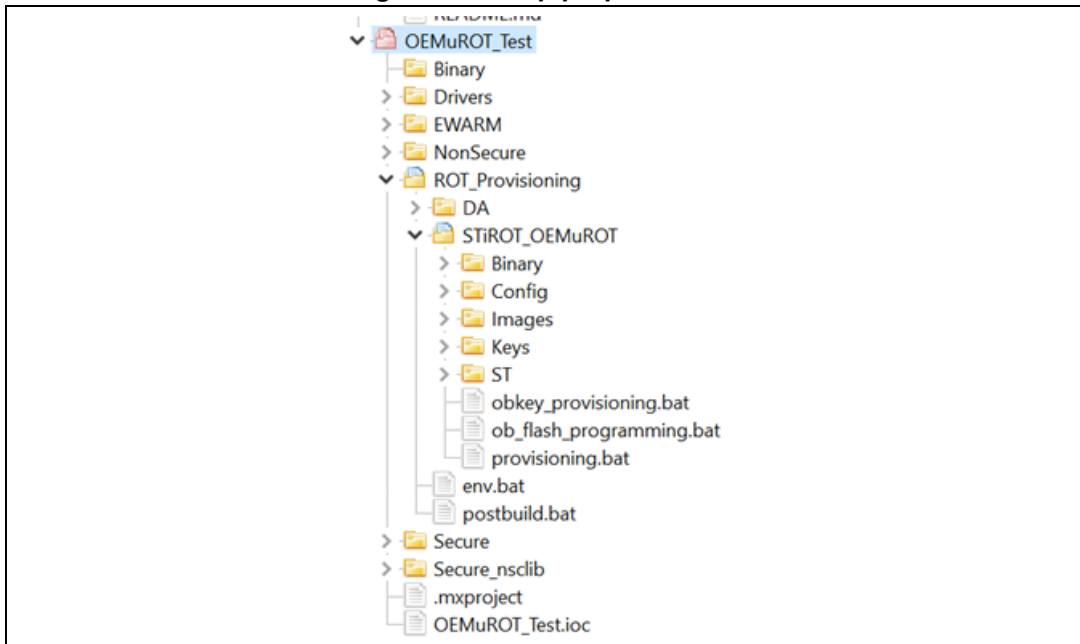 OEMuROT_Test
Binary
Drivers
EWARM
NonSecure
ROT_Provisioning
DA
STiROT_OEMuROT
Binary
Config
Images
Keys
ST
obkey_provisioning.bat
ob_flash_programming.bat
provisioning.bat
env.bat
postbuild.bat
Secure
Secure_nsclib
.mxproject
OEMuROT_Test.ioc